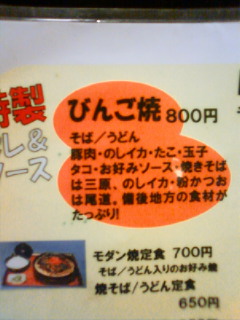 特製
びんご焼 800円
そば／うどん
豚肉・のしイカ・たこ・玉子
タコ・お好みソース・焼きそば
は三原、のしイカ・粉かつお
は尾道。備後地方の食材が
たっぷり！
レ&
ソース
モダン焼定食 700円
そば／うどん入りのお好み焼
焼そば/うどん定食
650円